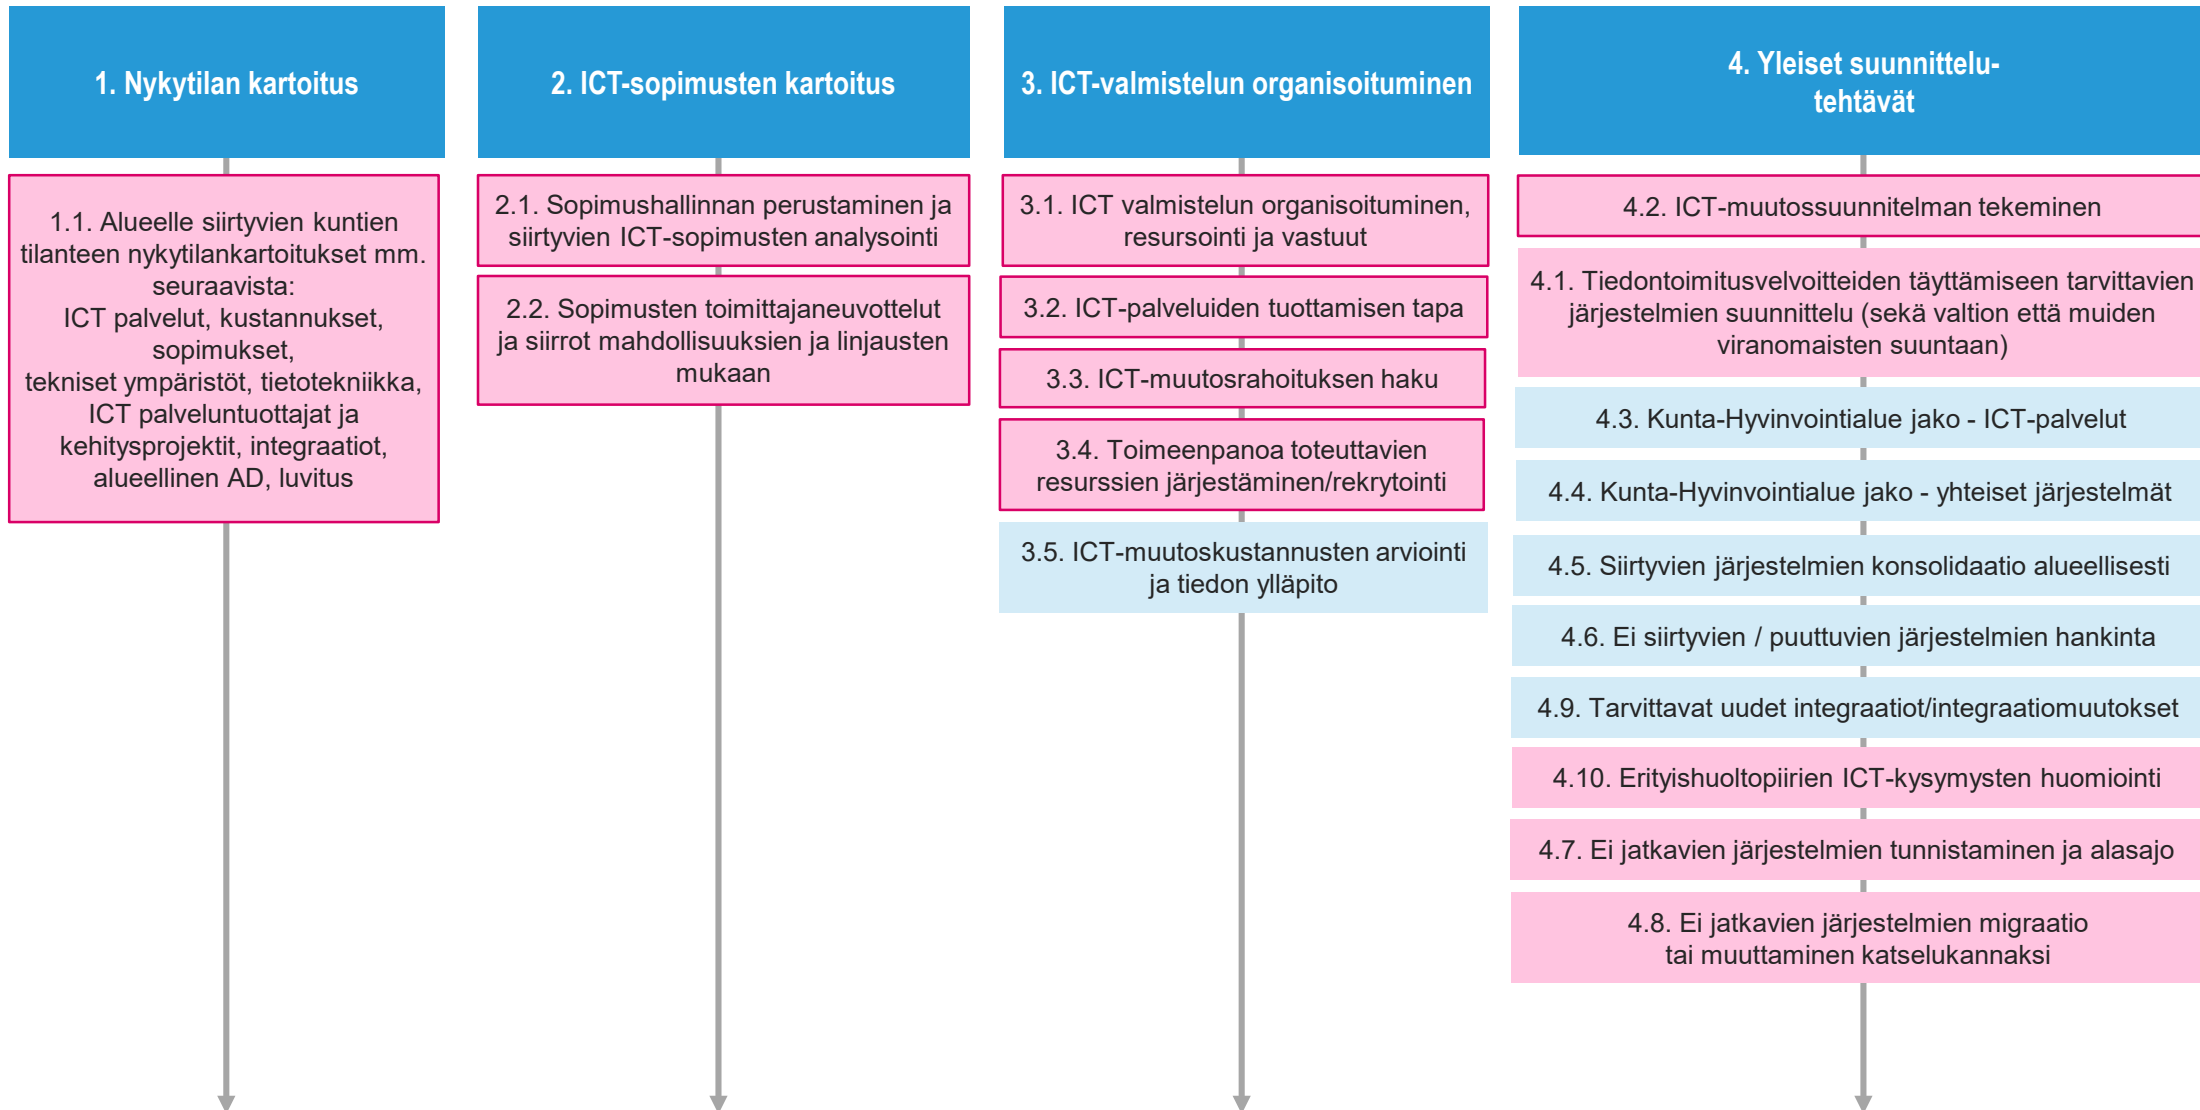 1. Nykytilan kartoitus
1.1. Alueelle siirtyvien kuntien
tilanteen nykytilankartoitukset mm.
seuraavista:
ICT palvelut, kustannukset,
sopimukset,
tekniset ympäristöt, tietotekniikka,
ICT palveluntuottajat ja
kehitysprojektit, integraatiot,
alueellinen AD, luvitus
2. ICT-sopimusten kartoitus
2.1. Sopimushallinnan perustaminen ja
siirtyvien ICT-sopimusten analysointi
2.2. Sopimusten toimittajaneuvottelut
ja siirrot mahdollisuuksien ja linjausten
mukaan
3. ICT-valmistelun organisoituminen
3.1. ICT valmistelun organisoituminen,
resursointi ja vastuut
3.2. ICT-palveluiden tuottamisen tapa
3.3. ICT-muutosrahoituksen haku
3.4. Toimeenpanoa toteuttavien
resurssien järjestäminen/rekrytointi
3.5. ICT-muutoskustannusten arviointi
ja tiedon ylläpito
4. Yleiset suunnittelu-
tehtävät
4.2. ICT-muutossuunnitelman tekeminen
4.1. Tiedontoimitusvelvoitteiden täyttämiseen tarvittavien
järjestelmien suunnittelu (sekä valtion että muiden
viranomaisten suuntaan)
4.3. Kunta-Hyvinvointialue jako - ICT-palvelut
4.4. Kunta-Hyvinvointialue jako - yhteiset järjestelmät
4.5. Siirtyvien järjestelmien konsolidaatio alueellisesti
4.6. Ei siirtyvien / puuttuvien järjestelmien hankinta
4.9. Tarvittavat uudet integraatiot/integraatiomuutokset
4.10. Erityishuoltopiirien ICT-kysymysten huomiointi
4.7. Ei jatkavien järjestelmien tunnistaminen ja alasajo
4.8. Ei jatkavien järjestelmien migraatio
tai muuttaminen katselukannaksi